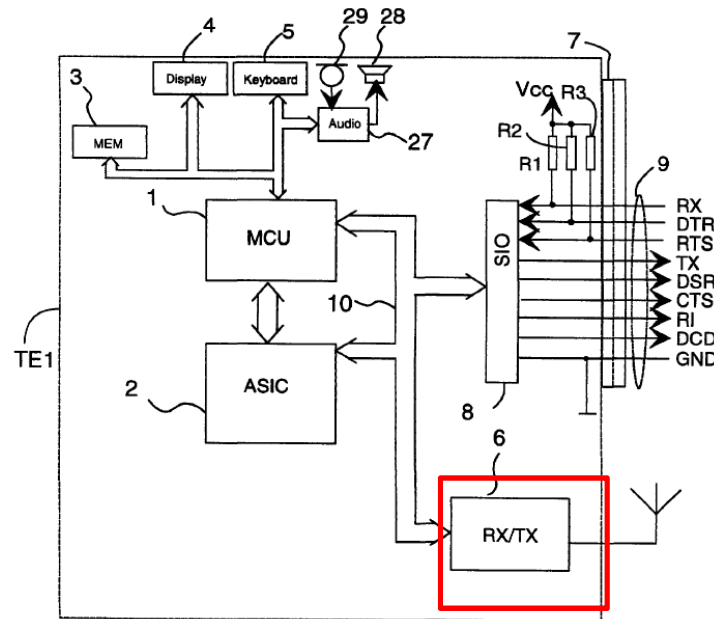 4
5
29
28
7
3
Display
Keyboard
Vcc
R3
MEM
Audio
27
R2
R1
9
1
MCU
SIO
RX
DTR
RTS
TX
DSR
CTS
RI
DCD
GND
10
TE1
ASIC
2
8
6
RX/TX